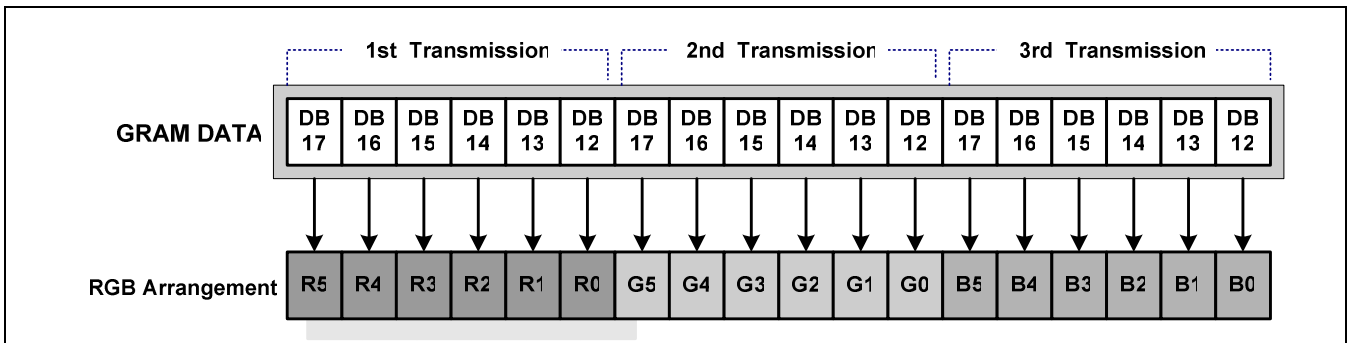 1st Transmission 2nd Transmission 3rd Transmission
GRAM DATA
DB DB DB DB DB DB DB DB DB DB DB DB DB DB DB DB DB DB
17 16 15 14 13 12 17 16 15 14 13 12 17 16 15 14 13 12
RGB Arrangement R5 R4 R3 R2 R1 R0 G5 G4 G3 G2 G1 G0 B5 B4 B3 B2 B1 B0